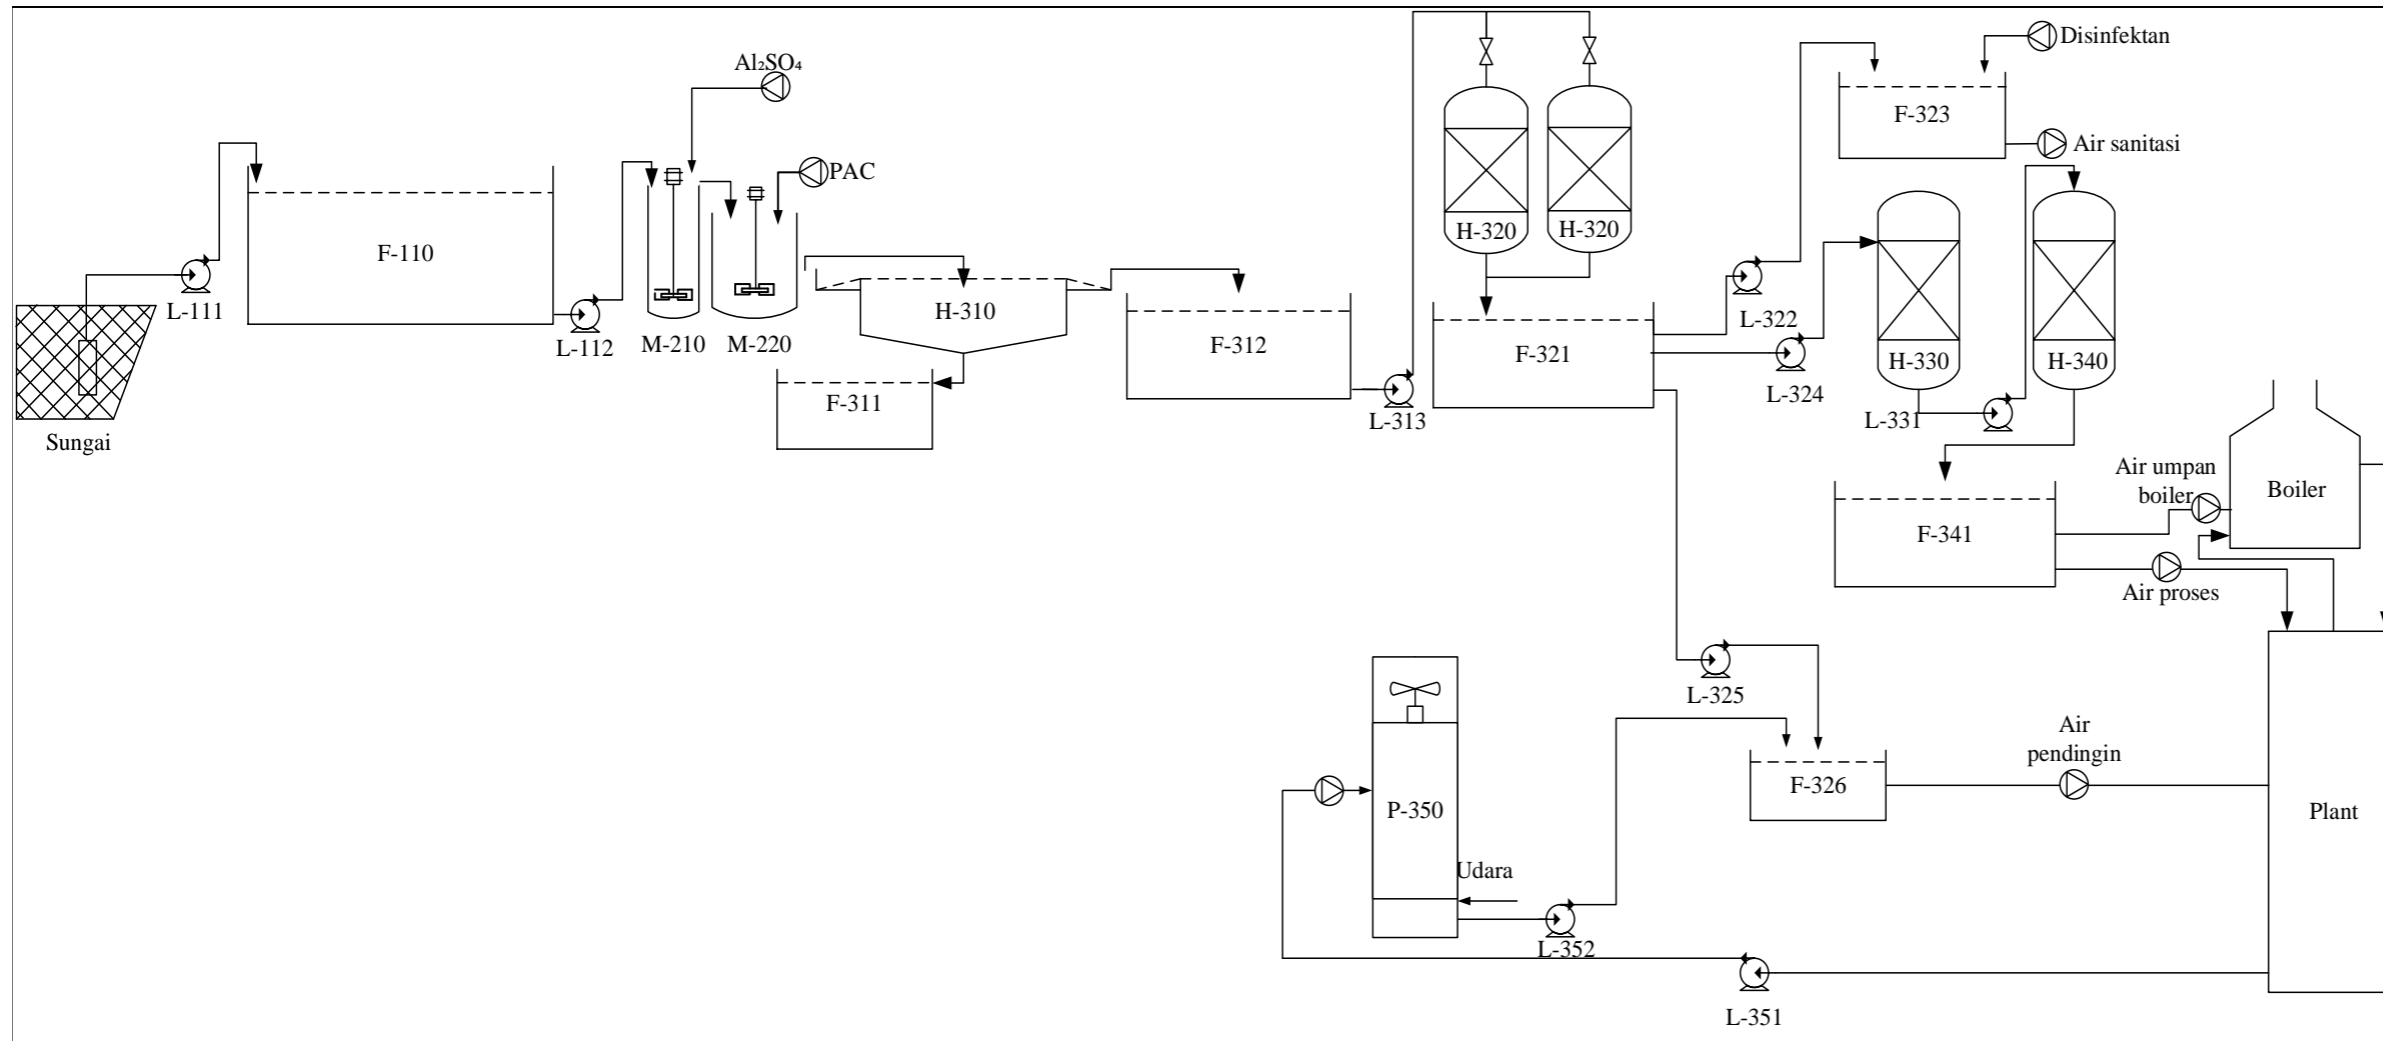 Al₂SO₄
Disinfektan
F-323
Air sanitasi
PAC
H-320
H-320
F-110
L-111
L-112
M-210
M-220
H-310
F-311
F-312
L-313
F-321
L-322
L-324
H-330
H-340
L-331
Sungai
Air umpan
boiler
Boiler
F-341
Air proses
L-325
Air
pendingin
F-326
P-350
Plant
Udara
L-352
L-351